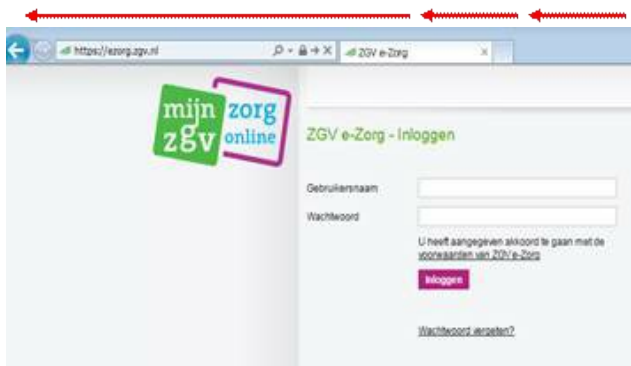 https://ezorg.zgv.nl
ZGV e-Zorg
mijn zorg
zgv online
ZGV e-Zorg - Inloggen
Gebruikersnaam
Wachtwoord
U heeft aangegeven akkoord te gaan met de
voorwaarden van ZGV e-Zorg
Inloggen
Wachtwoord vergeten?